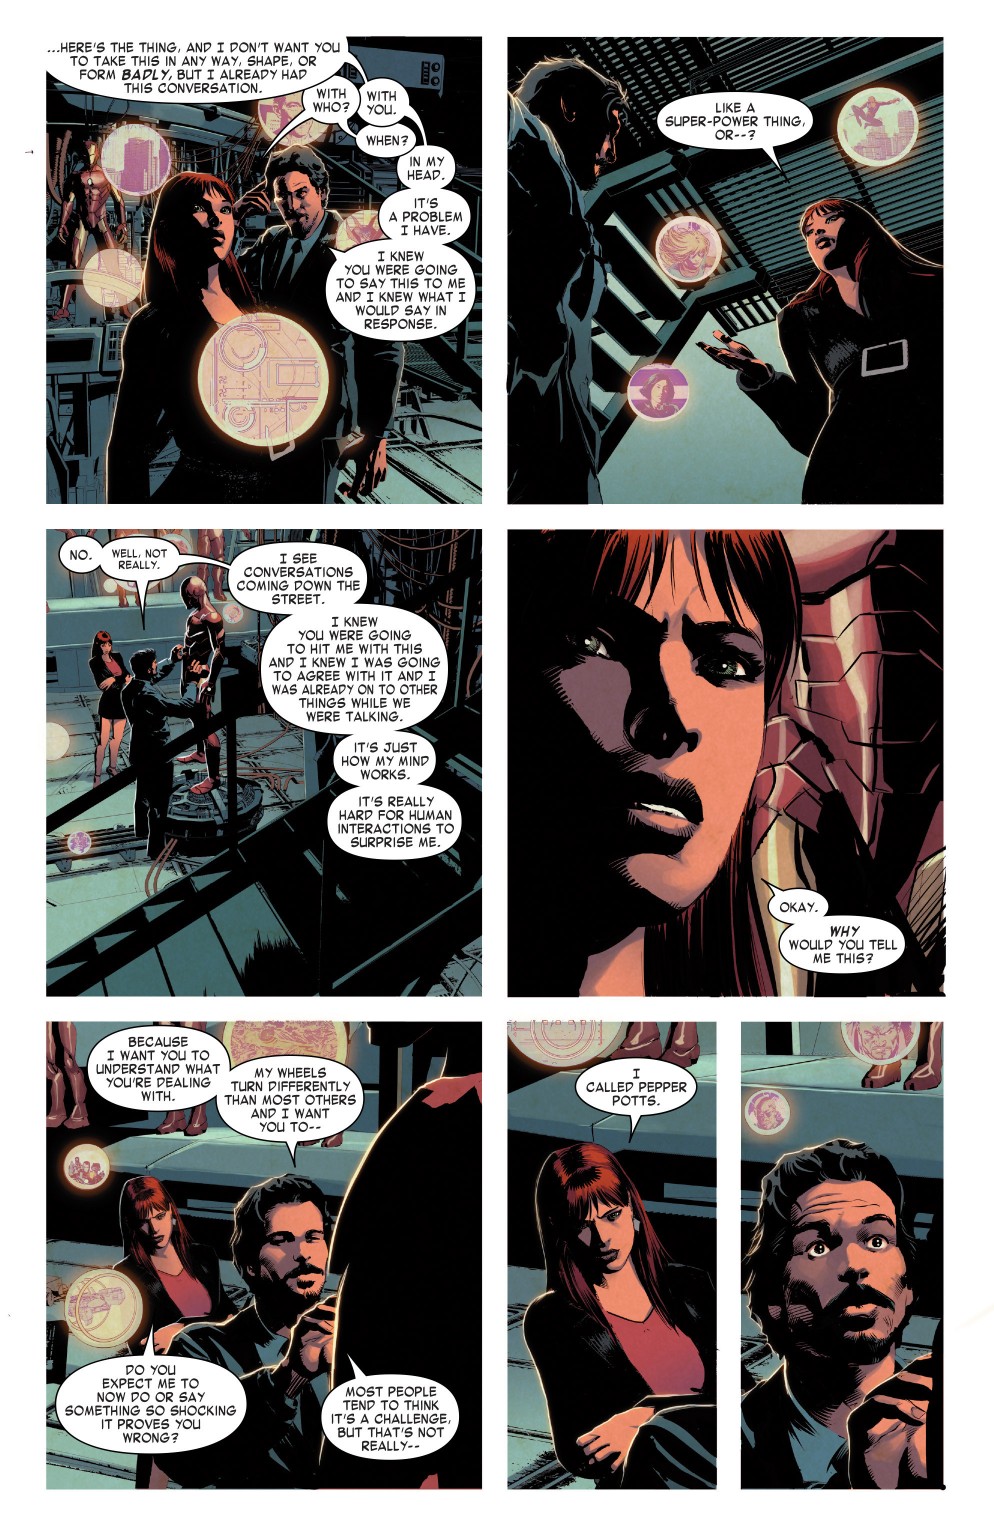 ...HERE'S THE THING, AND I DON'T WANT YOU
TO TAKE THIS IN ANY WAY, SHAPE, OR
FORM BADLY, BUT I ALREADY HAD
THIS CONVERSATION.
WITH
WHO?
WITH
YOU.
WHEN?
IN MY
HEAD.
IT'S
A PROBLEM
I HAVE.
I KNEW
YOU WERE GOING
TO SAY THIS TO ME
AND I KNEW WHAT I
WOULD SAY IN
RESPONSE.
LIKE A
SUPER-POWER THING,
OR--?
NO.
WELL, NOT
REALLY.
I SEE
CONVERSATIONS
COMING DOWN THE
STREET.
I KNEW
YOU WERE GOING
TO HIT ME WITH THIS
AND I KNEW I WAS GOING
TO AGREE WITH IT AND I
WAS ALREADY ON TO OTHER
THINGS WHILE WE
WERE TALKING.
IT'S JUST
HOW MY MIND
WORKS.
IT'S REALLY
HARD FOR HUMAN
INTERACTIONS TO
SURPRISE ME.
OKAY.
WHY
WOULD YOU TELL
ME THIS?
BECAUSE
I WANT YOU TO
UNDERSTAND WHAT
YOU'RE DEALING
WITH.
MY WHEELS
TURN DIFFERENTLY
THAN MOST OTHERS
AND I WANT
YOU TO--
DO YOU
EXPECT ME TO
NOW DO OR SAY
SOMETHING SO SHOCKING
IT PROVES YOU
WRONG?
MOST PEOPLE
TEND TO THINK
IT'S A CHALLENGE,
BUT THAT'S NOT
REALLY--
I
CALLED PEPPER
POTTS.